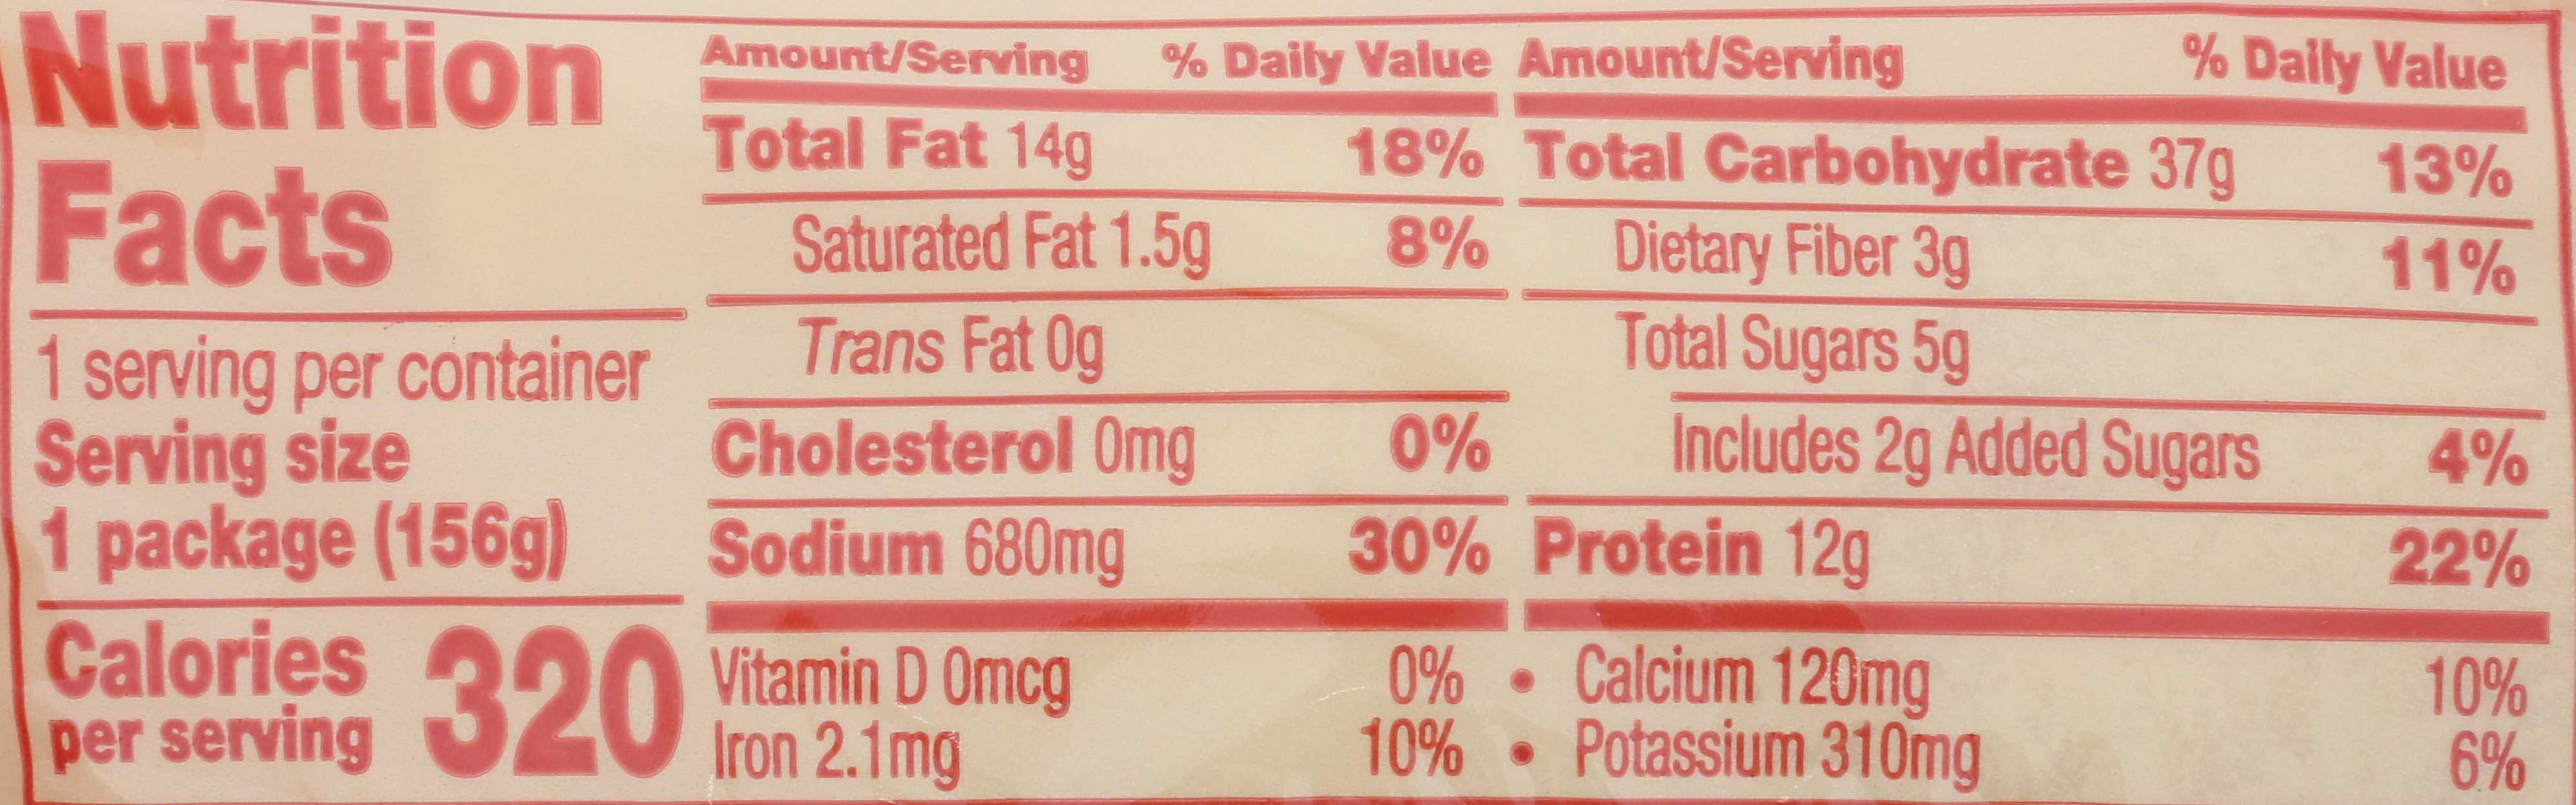 Nutrition
Facts
1 serving per container
Serving size
1 package (156g)
Calories
per serving 320
Amount/Serving % Daily Value
Total Fat 14g 18%
Saturated Fat 1.5g 8%
Trans Fat 0g
Cholesterol 0mg 0%
Sodium 680mg 30%
Amount/Serving % Daily Value
Total Carbohydrate 37g 13%
Dietary Fiber 3g 11%
Total Sugars 5g
Includes 2g Added Sugars 4%
Protein 12g 22%
Vitamin D 0mcg 0% • Calcium 120mg 10%
Iron 2.1mg 10% • Potassium 310mg 6%